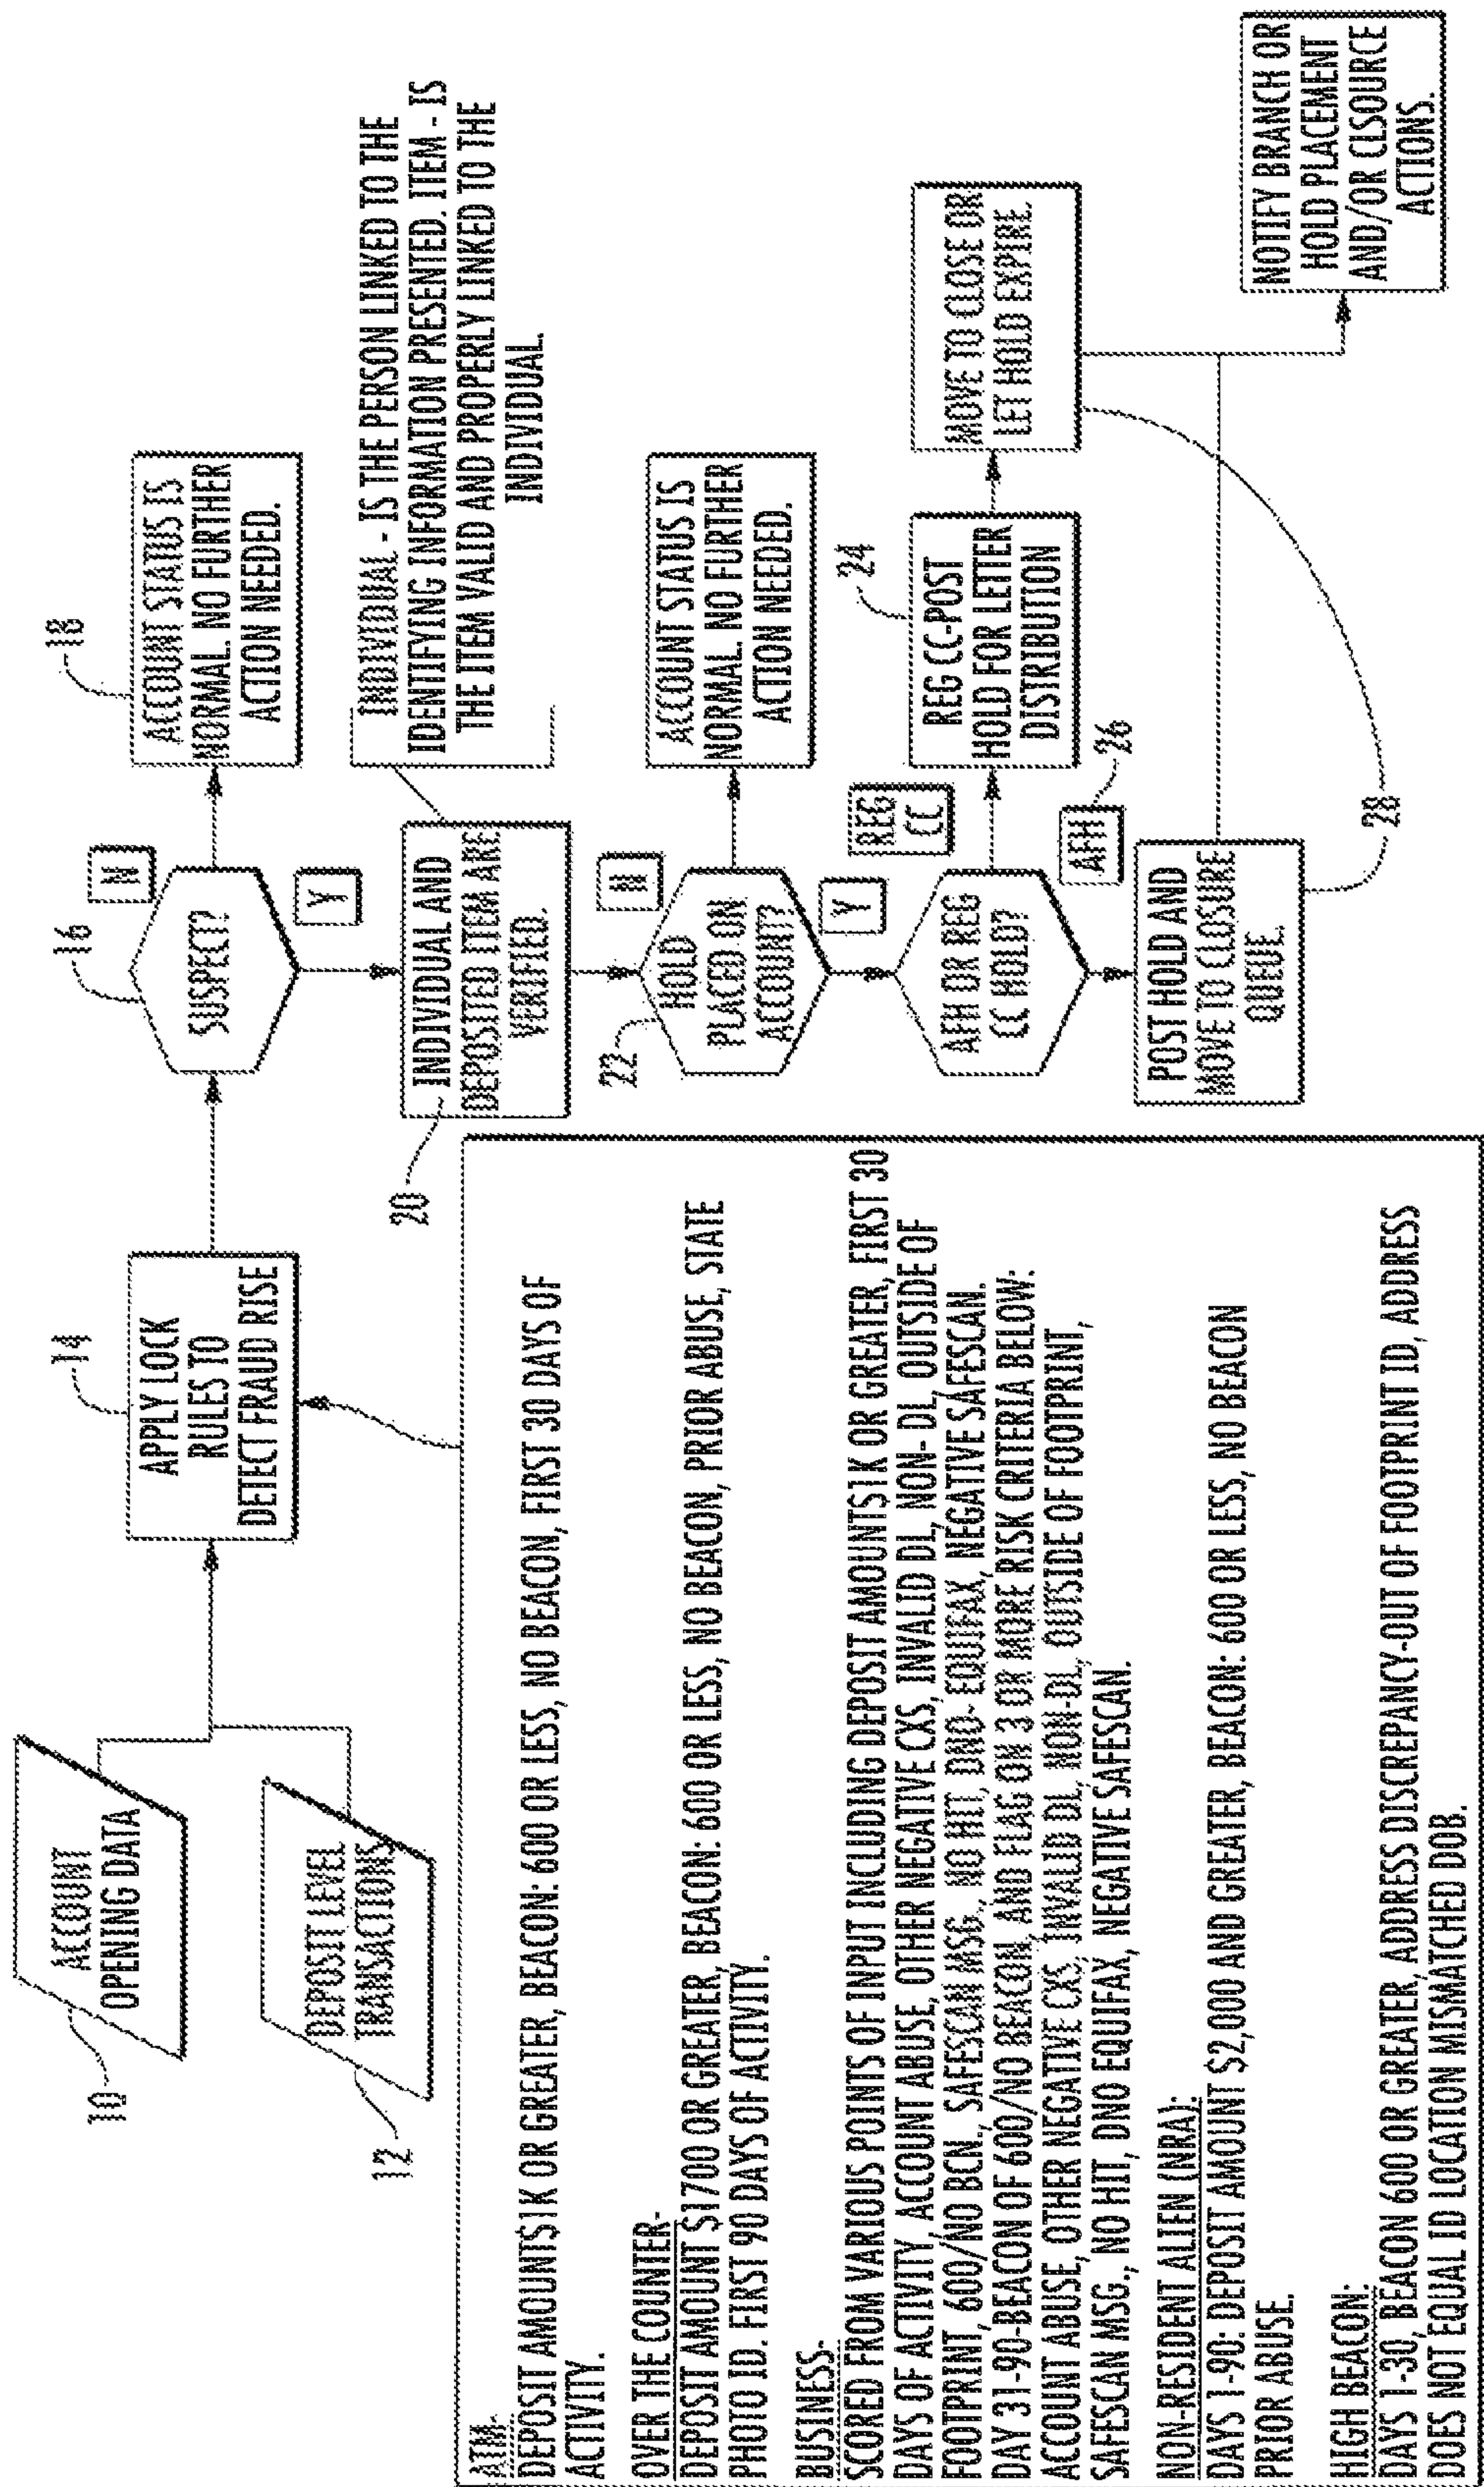 ACCOUNT
OPENING DATA
10
DEPOSIT LEVEL
TRANSACTIONS
12
14
APPLY LOCK
RULES TO
DETECT FRAUD RISE
16
SUSPECT?
N
Y
18
ACCOUNT STATUS IS
NORMAL. NO FURTHER
ACTION NEEDED.
20
INDIVIDUAL AND
DEPOSITED ITEM ARE
VERIFIED.
INDIVIDUAL - IS THE PERSON LINKED TO THE
IDENTIFYING INFORMATION PRESENTED. ITEM - IS
THE ITEM VALID AND PROPERLY LINKED TO THE
INDIVIDUAL.
22
HOLD
PLACED ON
ACCOUNT?
N
Y
ACCOUNT STATUS IS
NORMAL. NO FURTHER
ACTION NEEDED.
AFH OR REG
CC HOLD?
REG
CC
24
REG CC-POST
HOLD FOR LETTER
DISTRIBUTION
MOVE TO CLOSE OR
LET HOLD EXPIRE.
AFH
26
POST HOLD AND
MOVE TO CLOSURE
QUEUE.
28
NOTIFY BRANCH OR
HOLD PLACEMENT
AND/OR CLSOURCE
ACTIONS.
ATM-
DEPOSIT AMOUNT$1K OR GREATER, BEACON: 600 OR LESS, NO BEACON, FIRST 30 DAYS OF
ACTIVITY.
OVER THE COUNTER-
DEPOSIT AMOUNT $1700 OR GREATER, BEACON: 600 OR LESS, NO BEACON, PRIOR ABUSE, STATE
PHOTO ID. FIRST 90 DAYS OF ACTIVITY.
BUSINESS-
SCORED FROM VARIOUS POINTS OF INPUT INCLUDING DEPOSIT AMOUNT$1K OR GREATER, FIRST 30
DAYS OF ACTIVITY, ACCOUNT ABUSE, OTHER NEGATIVE CXS, INVALID DL, NON- DL, OUTSIDE OF
FOOTPRINT, 600/NO BCN., SAFESCAN MSG., NO HIT, DNO- EQUIFAX, NEGATIVE SAFESCAN.
DAY 31-90-BEACON OF 600/NO BEACON, AND FLAG ON 3 OR MORE RISK CRITERIA BELOW:
ACCOUNT ABUSE, OTHER NEGATIVE CXS, INVALID DL, NON-DL, OUTSIDE OF FOOTPRINT,
SAFESCAN MSG., NO HIT, DNO EQUIFAX, NEGATIVE SAFESCAN.
NON-RESIDENT ALIEN (NRA):
DAYS 1-90: DEPOSIT AMOUNT $2,000 AND GREATER, BEACON: 600 OR LESS, NO BEACON
PRIOR ABUSE.
HIGH BEACON:
DAYS 1-30, BEACON 600 OR GREATER, ADDRESS DISCREPANCY-OUT OF FOOTPRINT ID, ADDRESS
DOES NOT EQUAL ID LOCATION MISMATCHED DOB.